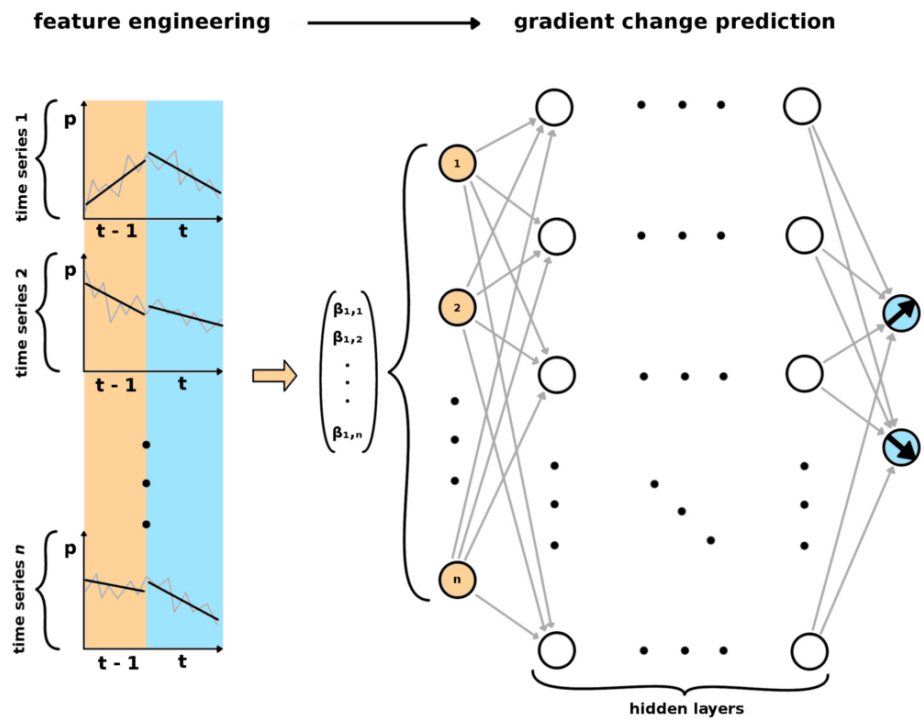 feature engineering
gradient change prediction
time series 1
p
t - 1
t
time series 2
p
t - 1
t
time series n
p
t - 1
t
β1,1
β1,2
β1,n
1
2
n
hidden layers